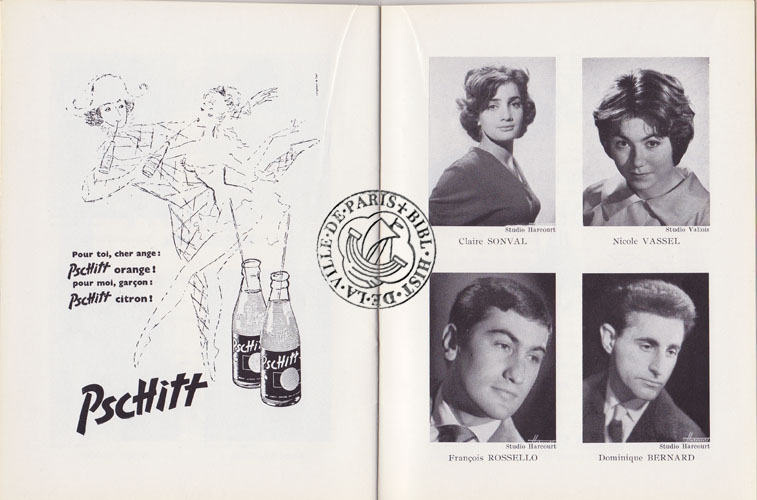 Pour toi, cher ange :
Pschitt orange !
pour moi, garçon :
Pschitt citron !
Pschitt
Pschitt
Pschitt
VILLE · DE · PARIS + BIBL · HIST · DE · LA ·
Studio Harcourt
Claire SONVAL
Studio Valois
Nicole VASSEL
Studio Harcourt
François ROSSELLO
Studio Harcourt
Dominique BERNARD